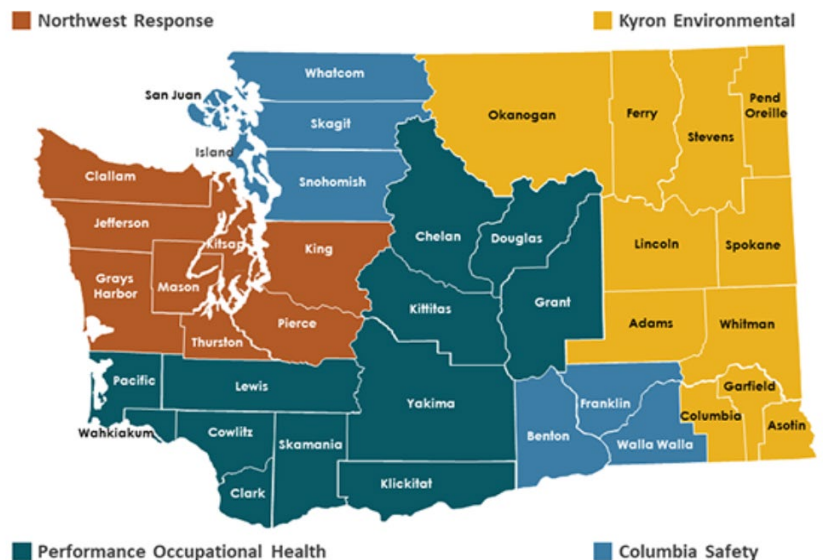 Northwest Response
Kyron Environmental
Whatcom
San Juan
Skagit
Island
Snohomish
Okanogan
Ferry
Stevens
Pend
Oreille
Clallam
Jefferson
Kitsap
King
Grays
Harbor
Mason
Pierce
Thurston
Chelan
Douglas
Kittitas
Grant
Lincoln
Spokane
Adams
Whitman
Pacific
Lewis
Yakima
Wahkiakum
Cowlitz
Skamania
Clark
Klickitat
Benton
Franklin
Walla Walla
Columbia
Garfield
Asotin
Performance Occupational Health
Columbia Safety